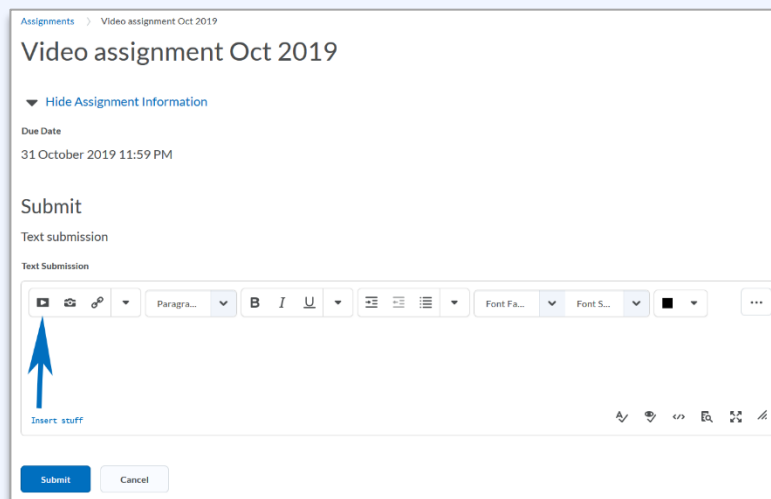 Assignments > Video assignment Oct 2019
Video assignment Oct 2019
Hide Assignment Information
Due Date
31 October 2019 11:59 PM
Submit
Text submission
Text Submission
Paragra... B I U Font Fa... Font S... ...
Insert stuff
Submit Cancel